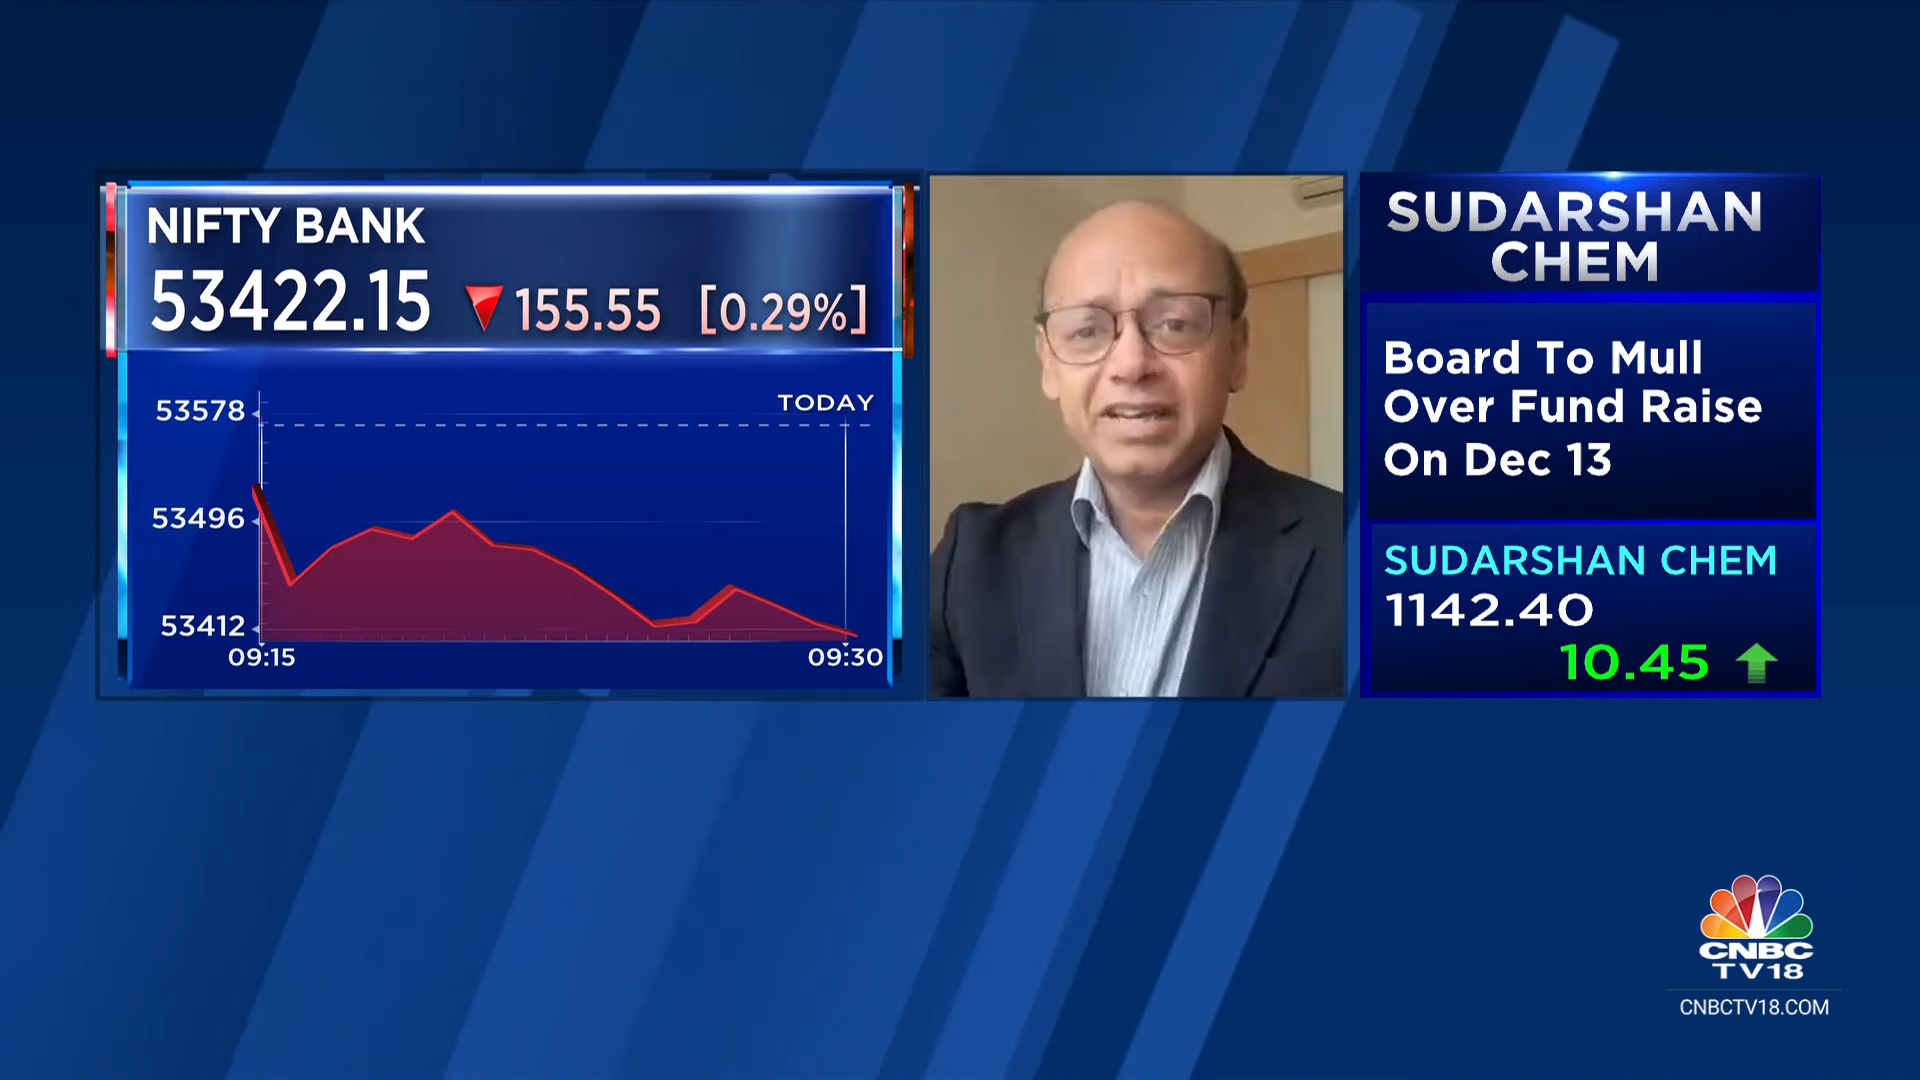 NIFTY BANK
53422.15 ▼ 155.55 [0.29%]
TODAY
53578
53496
53412
09:15 09:30
SUDARSHAN
CHEM
Board To Mull
Over Fund Raise
On Dec 13
SUDARSHAN CHEM
1142.40
10.45
CNBC
TV18
CNBCTV18.COM